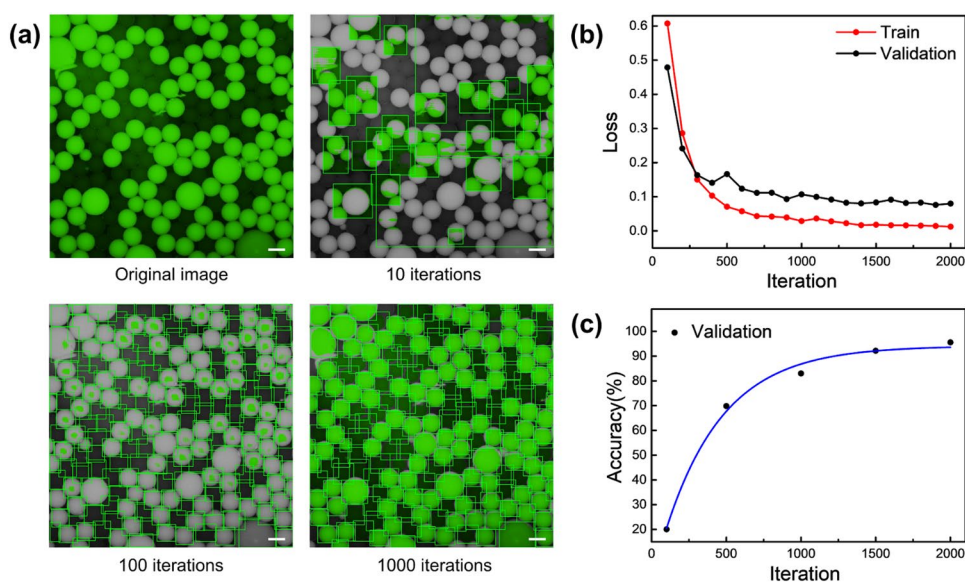 (a)
Original image
10 iterations
100 iterations
1000 iterations
(b)
Train
Validation
Loss
0.6
0.5
0.4
0.3
0.2
0.1
0.0
0 500 1000 1500 2000
Iteration
(c)
Validation
Accuracy(%)
100
90
80
70
60
50
40
30
20
0 500 1000 1500 2000
Iteration